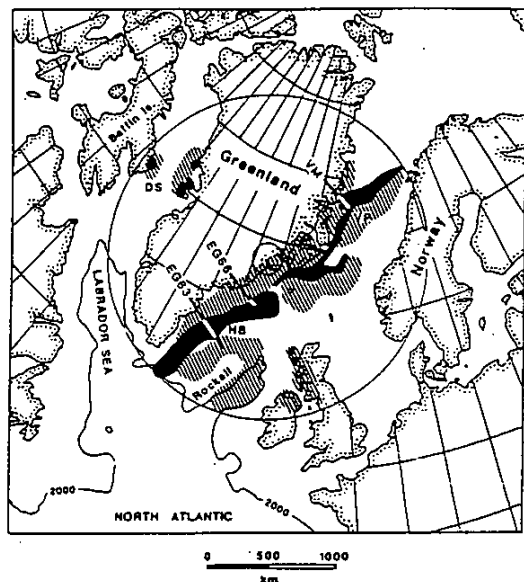 Baffin Is.
Greenland
VM
DS
Norway
EG66
EG63
LABRADOR SEA
HB
Rockall
2000
2000
NORTH ATLANTIC
0 500 1000
km